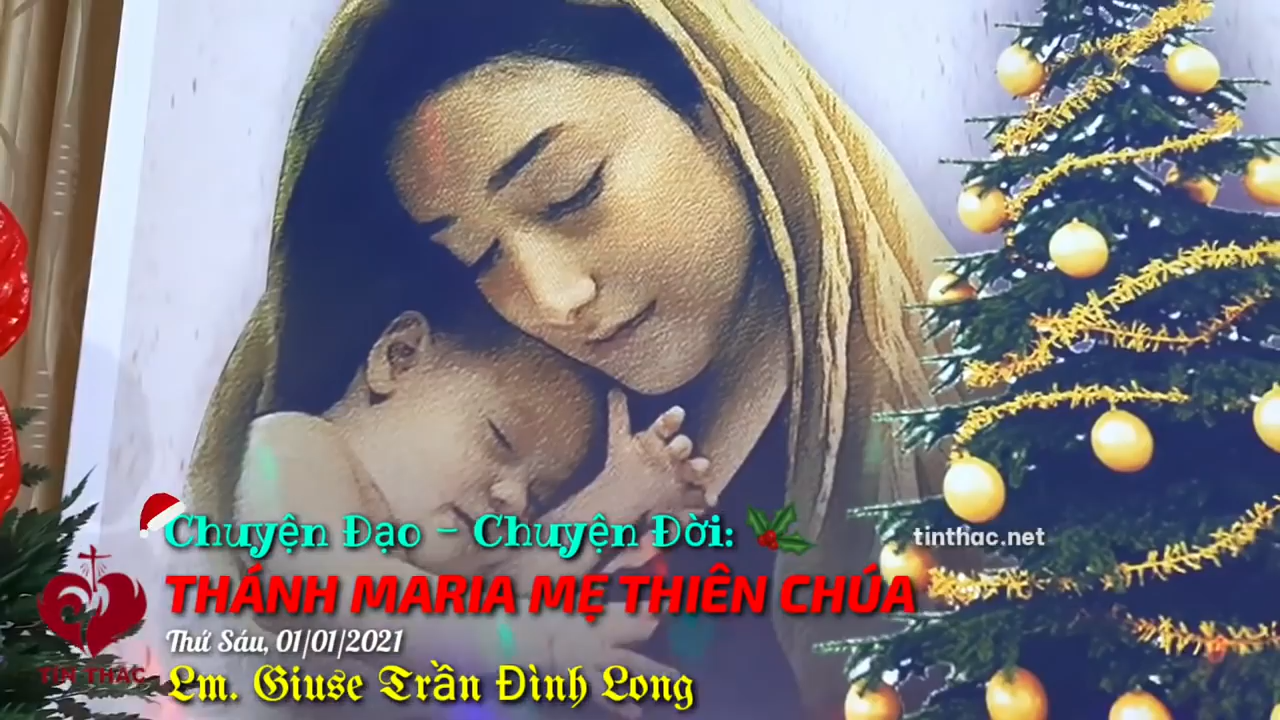 Chuyện Đạo - Chuyện Đời:
tinthac.net
THÁNH MARIA MẸ THIÊN CHÚA
Thứ Sáu, 01/01/2021
TÍN THÁC
Lm. Giuse Trần Đình Long